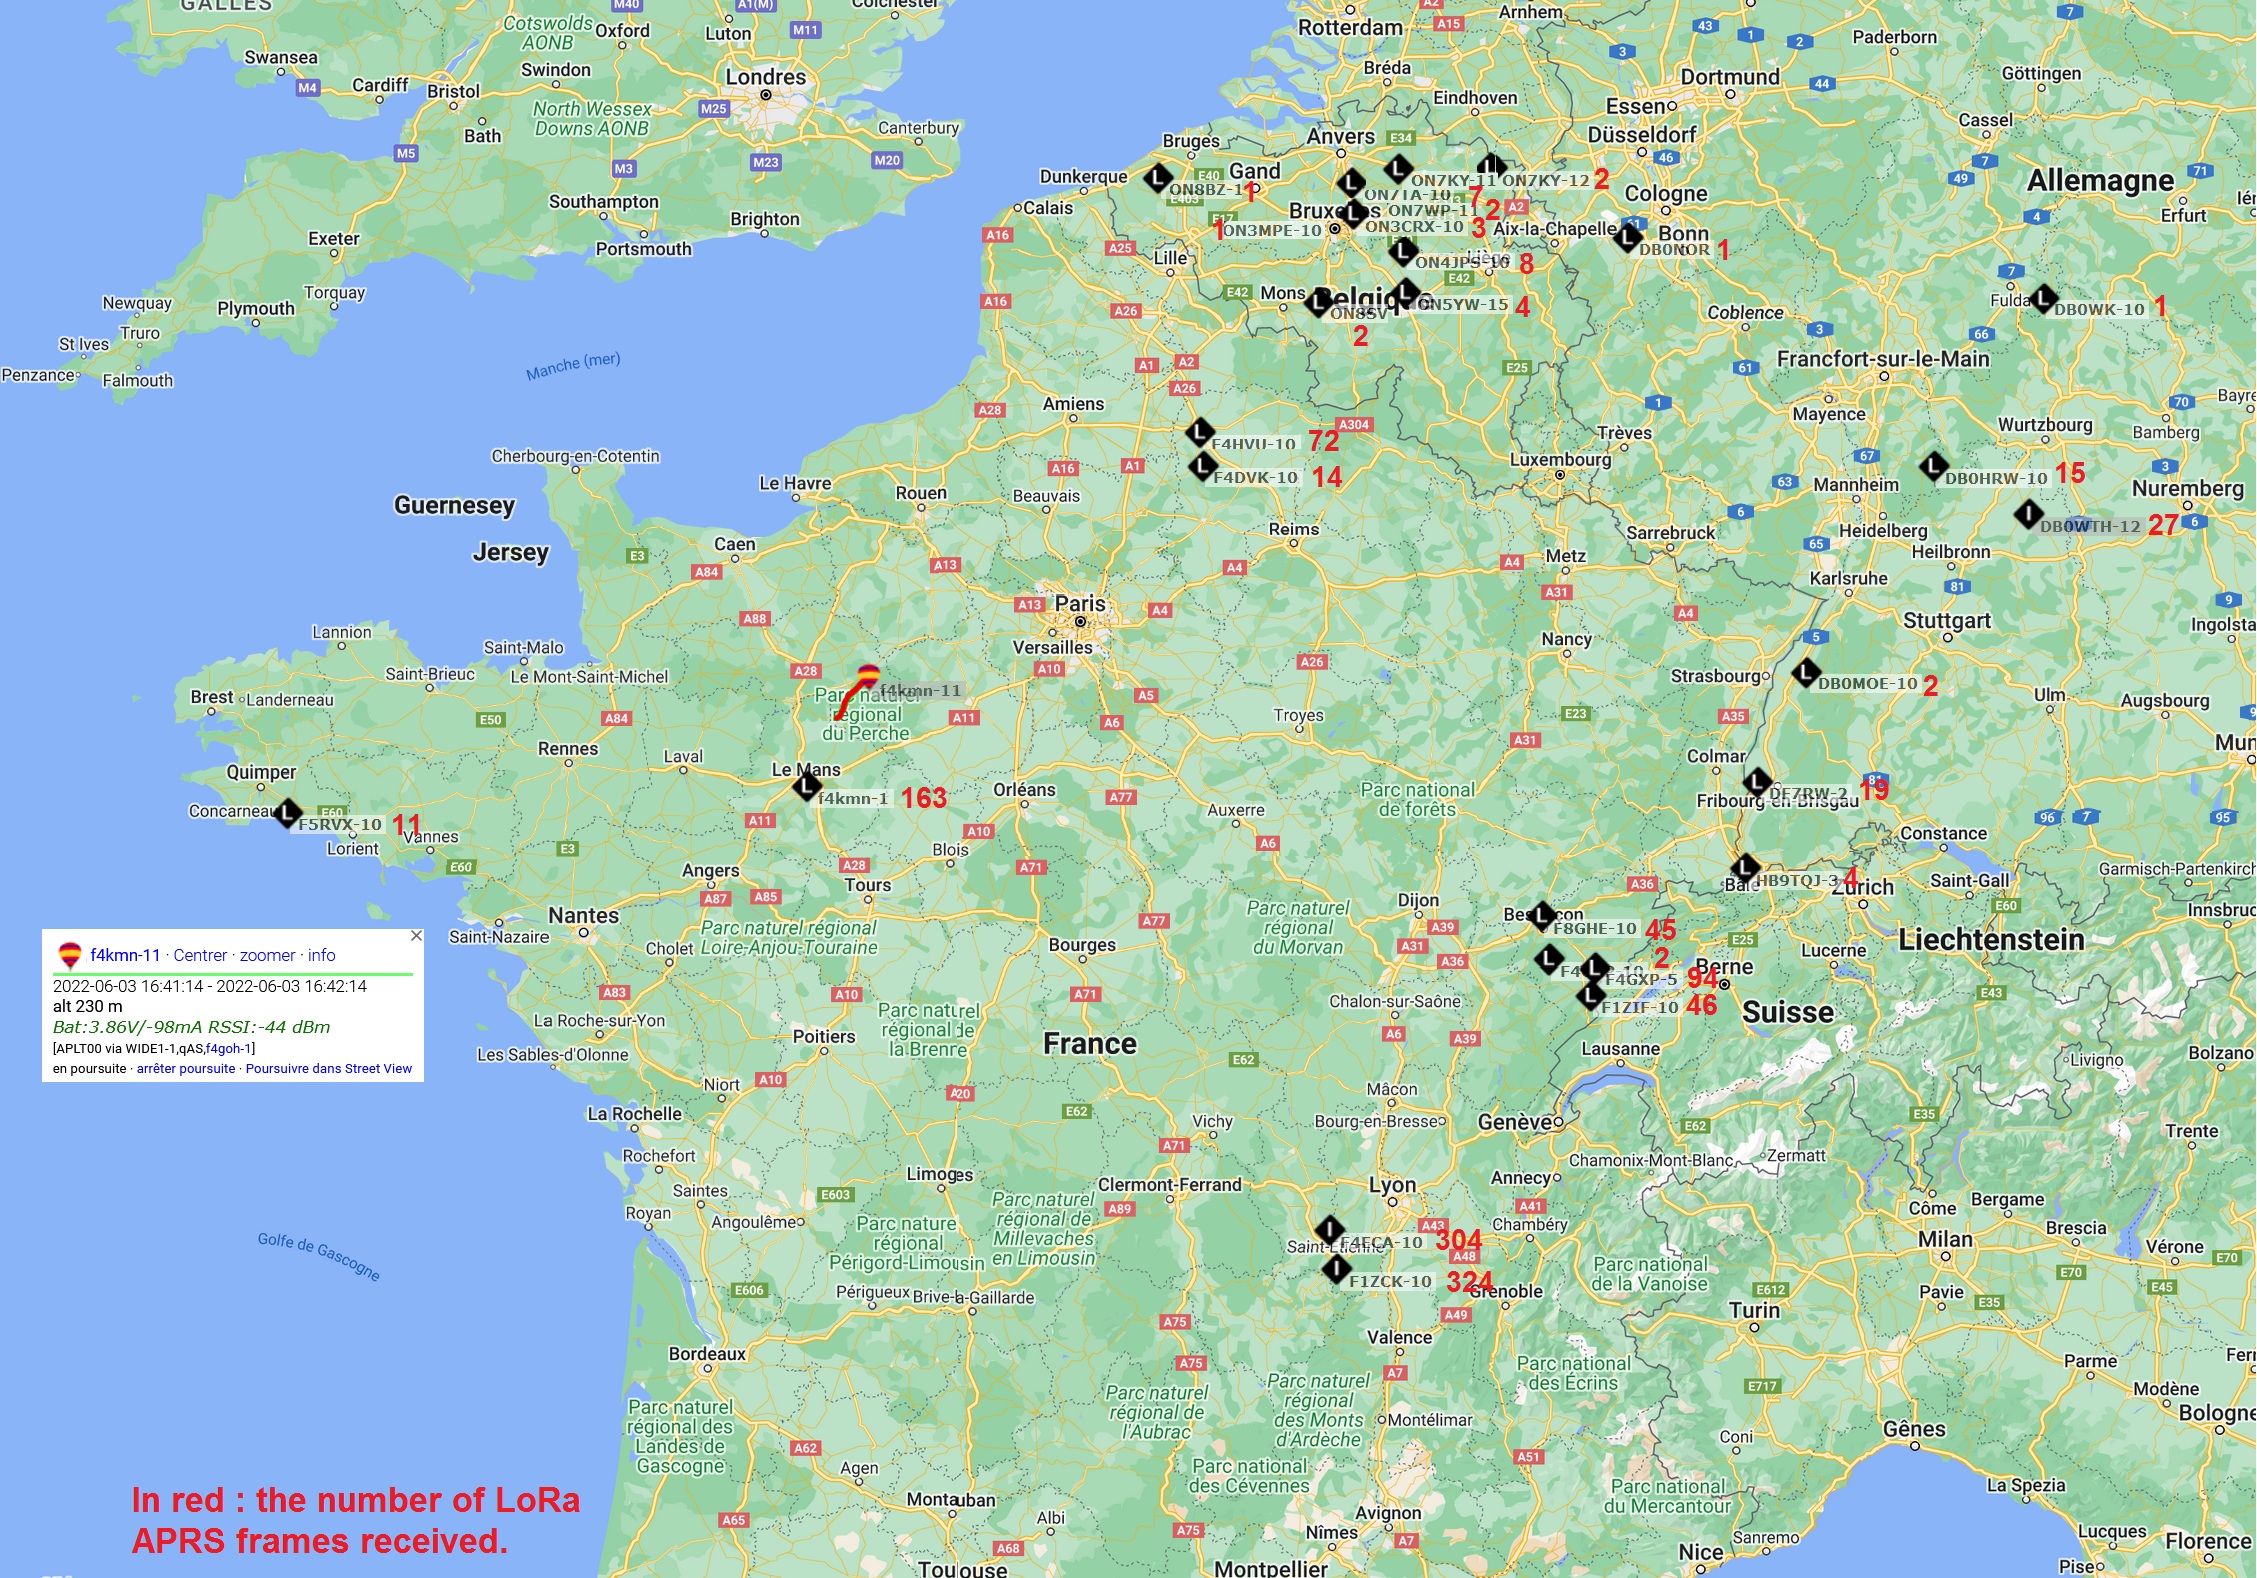 GALLES
Cotswolds
AONB
M40
Oxford
A1(M)
Luton
M11
Colchester
Swansea
M4
Cardiff
Bristol
Swindon
Londres
M25
North Wessex
Downs AONB
Bath
M5
M3
M23
M20
Canterbury
Southampton
Brighton
Portsmouth
Exeter
Newquay
Truro
St Ives
Penzance
Falmouth
Plymouth
Torquay
Manche (mer)
Rotterdam
A2
A15
Arnhem
Bréda
Eindhoven
Anvers
E34
Bruges
E40
Gand
Dunkerque
Calais
ON8BZ-1
1
E403
E17
ON7TA-10
7
ON7KY-11
ON7KY-12
2
Bruxelles
ON7WP-11
2
A2
1
ON3MPE-10
ON3CRX-10
3
Aix-la-Chapelle
ON4JPS-10
8
Liège
E42
A16
A25
Lille
E42
Mons
Belgique
ON8SV
2
ON5YW-15
4
A16
A26
E25
A1
A2
A26
Amiens
A28
3
43
1
2
7
Paderborn
Dortmund
44
Göttingen
Essen
Düsseldorf
46
Cassel
7
49
71
Allemagne
Erfurt
4
Cologne
61
Bonn
DB0NOR
1
7
Fulda
DB0WK-10
1
Coblence
3
66
61
Francfort-sur-le-Main
1
Mayence
70
Bamberg
Wurtzbourg
Trèves
67
3
Luxembourg
63
Mannheim
DB0HRW-10
15
Nuremberg
6
Heidelberg
DB0WTH-12
27
6
Sarrebruck
65
Heilbronn
Karlsruhe
81
9
Stuttgart
5
F4HVU-10
72
A304
F4DVK-10
14
Cherbourg-en-Cotentin
Le Havre
Rouen
A16
A1
Beauvais
Reims
Guernesey
Jersey
Caen
E3
A84
A13
A4
A4
Metz
A31
A4
Paris
A13
A4
Versailles
A10
A88
Nancy
Lannion
Saint-Malo
Saint-Brieuc
Le Mont-Saint-Michel
A28
f4kmn-11
Parc naturel
régional
du Perche
A26
Strasbourg
DB0MOE-10
2
Ulm
Augsbourg
Brest
Landerneau
E50
A84
A11
A5
A6
Troyes
E23
A35
A31
Rennes
Laval
Le Mans
f4kmn-1
163
Colmar
Quimper
Concarneau
E60
F5RVX-10
11
Lorient
Vannes
E60
E3
A11
Orléans
A77
Parc national
de forêts
Auxerre
DF7RW-2
19
81
Fribourg-en-Brisgau
96
7
95
A10
Blois
A71
A6
Constance
Garmisch-Partenkirch
Angers
A28
A87
A85
Tours
HB9TQJ-3
4
Bâle
Zurich
A36
Saint-Gall
E60
Nantes
Saint-Nazaire
Parc naturel régional
Loire-Anjou-Touraine
A77
Parc naturel
régional
du Morvan
Dijon
A39
A31
A36
Besançon
F8GHE-10
45
2
E25
Lucerne
Liechtenstein
Cholet
Bourges
F4GXP-5
94
Berne
F1ZIF-10
46
Suisse
E43
f4kmn-11 · Centrer · zoomer · info
2022-06-03 16:41:14 - 2022-06-03 16:42:14
alt 230 m
Bat:3.86V/-98mA RSSI:-44 dBm
[APLT00 via WIDE1-1,qAS,f4goh-1]
en poursuite · arrêter poursuite · Poursuivre dans Street View
A83
A10
A71
Chalon-sur-Saône
La Roche-sur-Yon
Parc naturel
régional de
la Brenne
Poitiers
France
E62
A6
A39
Lausanne
Livigno
Bolzano
Les Sables-d'Olonne
Niort
A10
A20
Mâcon
La Rochelle
E62
Vichy
Bourg-en-Bresse
Genève
E62
E35
Trente
A71
Rochefort
Saintes
E603
Limoges
Clermont-Ferrand
A89
Lyon
Annecy
Chamonix-Mont-Blanc
Zermatt
A41
Côme
Bergame
Royan
Angoulême
Parc nature
régional
Périgord-Limousin
Parc naturel
régional de
Millevaches
en Limousin
A43
Chambéry
Brescia
F4ECA-10
304
Saint-Étienne
A48
Milan
Vérone
E70
Golfe de Gascogne
F1ZCK-10
324
Grenoble
Parc national
de la Vanoise
E70
E45
E606
Périgueux
Brive-la-Gaillarde
A49
E612
Turin
Pavie
E35
A75
Valence
Bordeaux
A75
A7
Parc national
des Écrins
E717
Parme
Modène
Parc naturel
régional des
Landes de
Gascogne
Parc naturel
régional de
l'Aubrac
Parc naturel
régional
des Monts
d'Ardèche
Montélimar
Coni
Gênes
Bologne
A62
A51
Agen
Parc national
des Cévennes
Parc national
du Mercantour
La Spezia
In red : the number of LoRa
APRS frames received.
Montauban
A65
Albi
A75
Avignon
Nîmes
A7
Sanremo
Lucques
Florence
A68
Toulouse
Montpellier
Nice
Pise